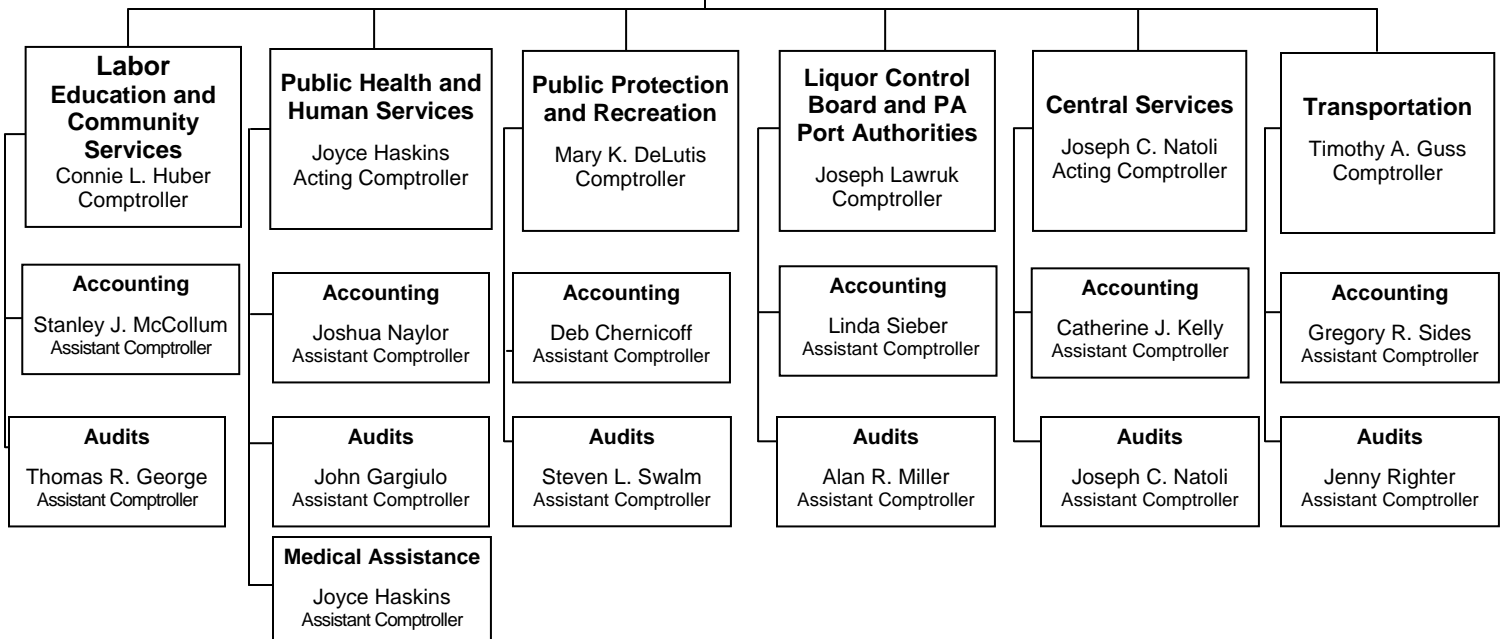 Labor
Education and
Community
Services
Connie L. Huber
Comptroller
Public Health and
Human Services
Joyce Haskins
Acting Comptroller
Public Protection
and Recreation
Mary K. DeLutis
Comptroller
Liquor Control
Board and PA
Port Authorities
Joseph Lawruk
Comptroller
Central Services
Joseph C. Natoli
Acting Comptroller
Transportation
Timothy A. Guss
Comptroller
Accounting
Stanley J. McCollum
Assistant Comptroller
Accounting
Joshua Naylor
Assistant Comptroller
Accounting
Deb Chernicoff
Assistant Comptroller
Accounting
Linda Sieber
Assistant Comptroller
Accounting
Catherine J. Kelly
Assistant Comptroller
Accounting
Gregory R. Sides
Assistant Comptroller
Audits
Thomas R. George
Assistant Comptroller
Audits
John Gargiulo
Assistant Comptroller
Audits
Steven L. Swalm
Assistant Comptroller
Audits
Alan R. Miller
Assistant Comptroller
Audits
Joseph C. Natoli
Assistant Comptroller
Audits
Jenny Righter
Assistant Comptroller
Medical Assistance
Joyce Haskins
Assistant Comptroller